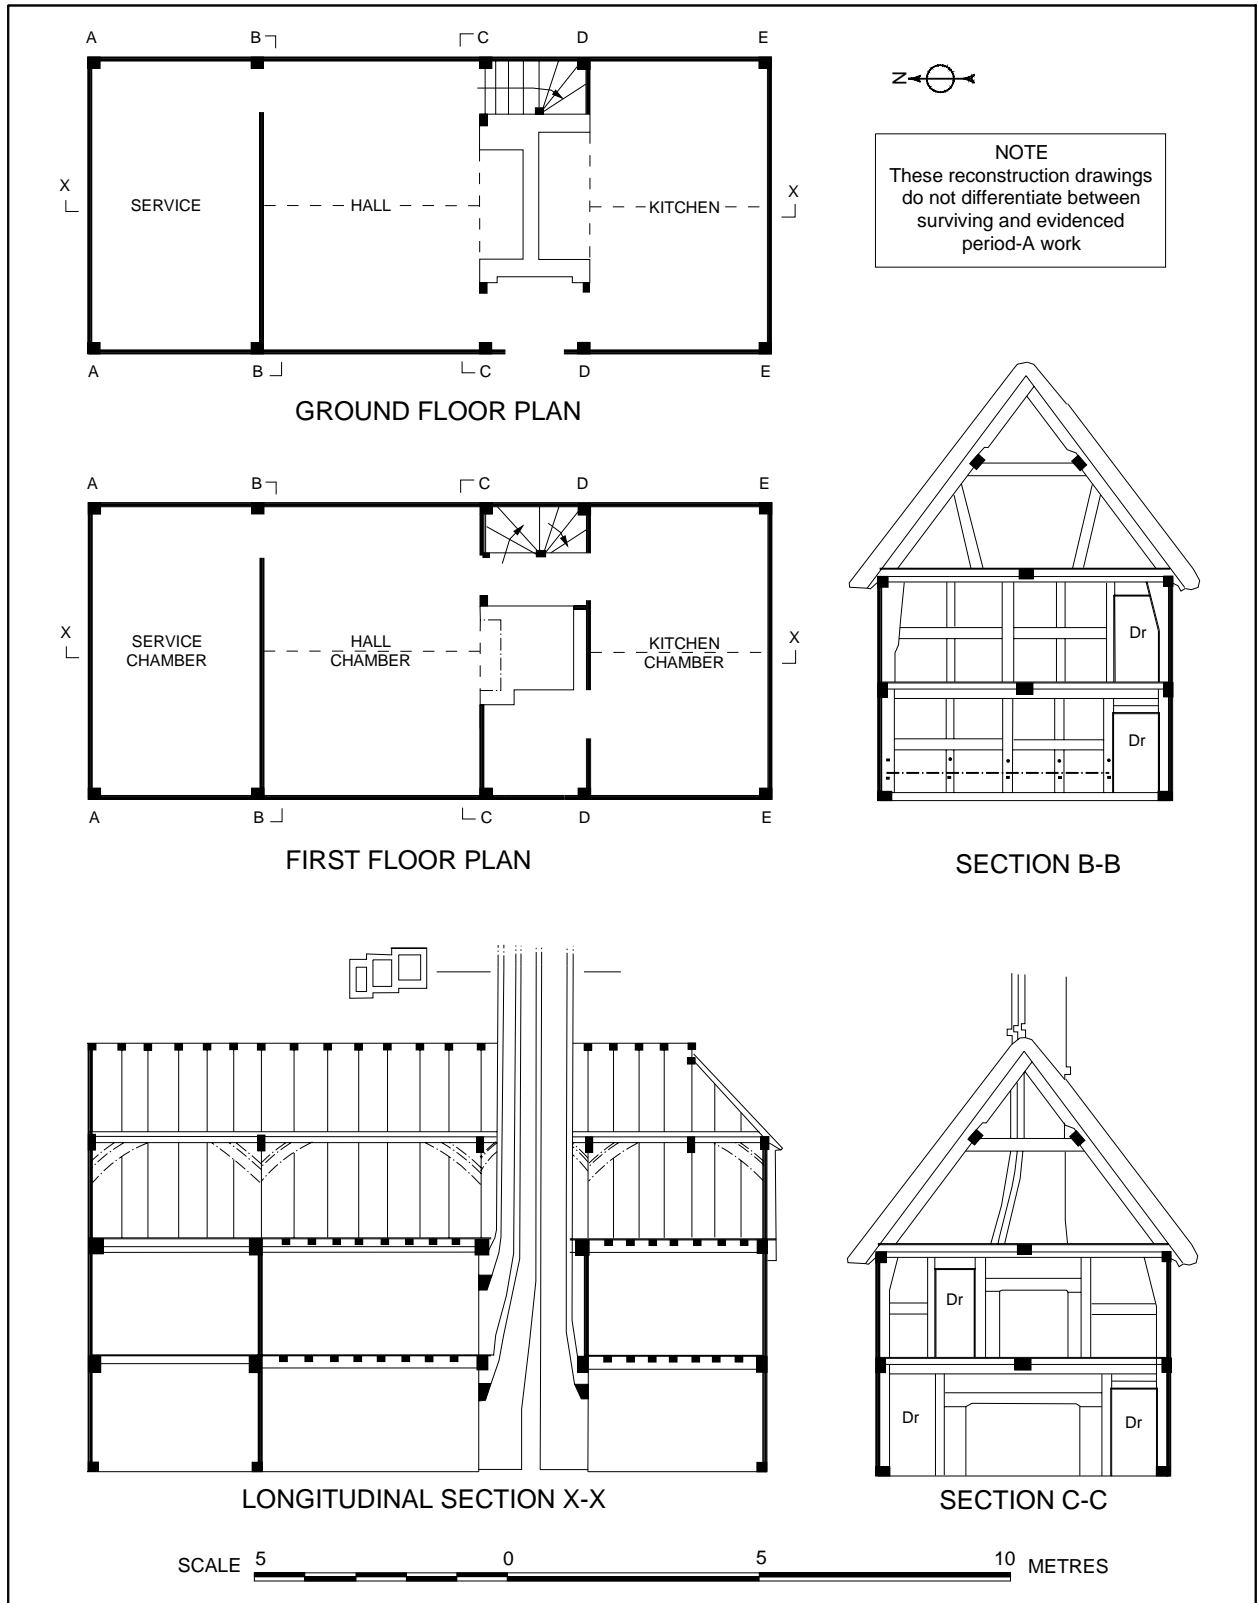 A B C D E
N
NOTE
These reconstruction drawings
do not differentiate between
surviving and evidenced
period-A work
X X
SERVICE HALL KITCHEN
A B C D E
GROUND FLOOR PLAN
A B C D E
X X
SERVICE
CHAMBER
HALL
CHAMBER
KITCHEN
CHAMBER
A B C D E
FIRST FLOOR PLAN
Dr
Dr
SECTION B-B
LONGITUDINAL SECTION X-X
Dr
Dr Dr
SECTION C-C
SCALE 5 0 5 10 METRES